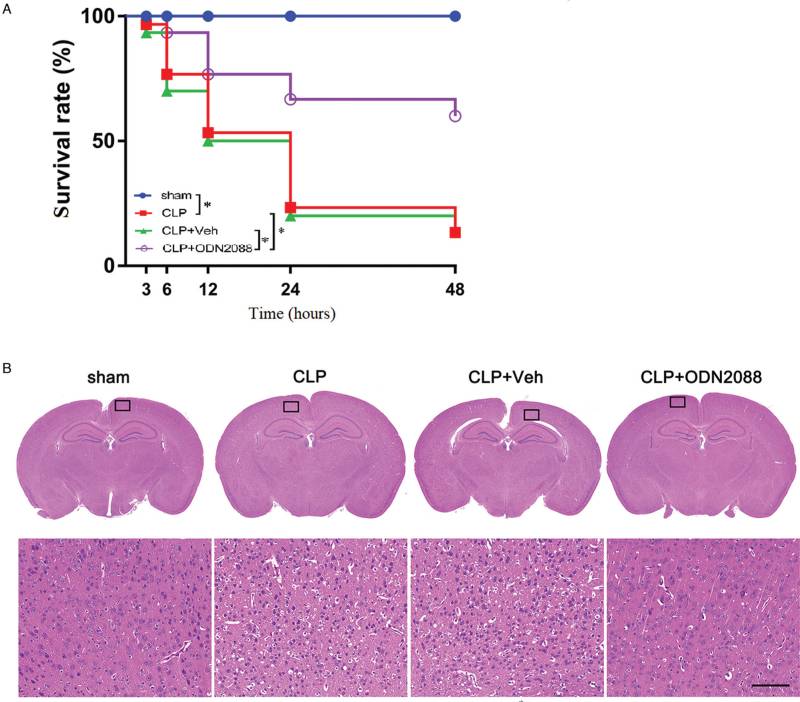 A
100
50
0
Survival rate (%)
sham
*
CLP
CLP+Veh
*
*
CLP+ODN2088
3 6 12 24 48
Time (hours)
B
sham CLP CLP+Veh CLP+ODN2088